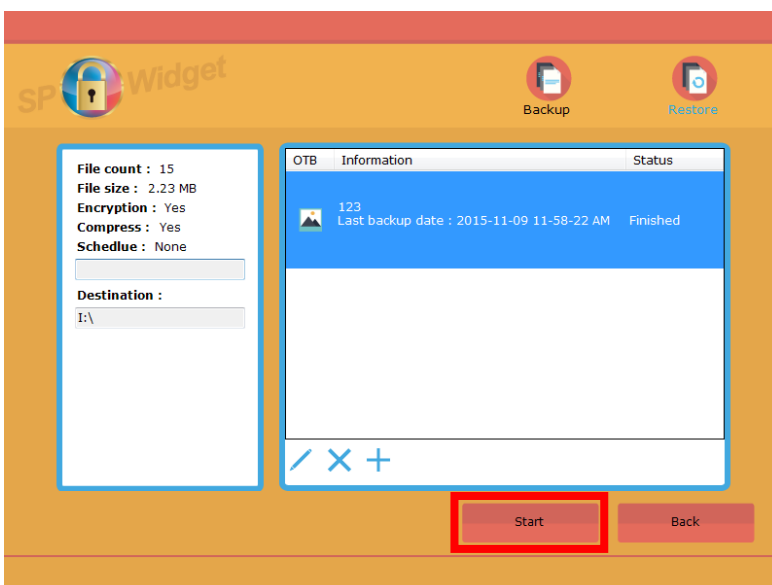 SP Widget
Backup
Restore
File count : 15
File size : 2.23 MB
Encryption : Yes
Compress : Yes
Schedlue : None
Destination :
I:\
OTB Information Status
123
Last backup date : 2015-11-09 11-58-22 AM Finished
Start
Back